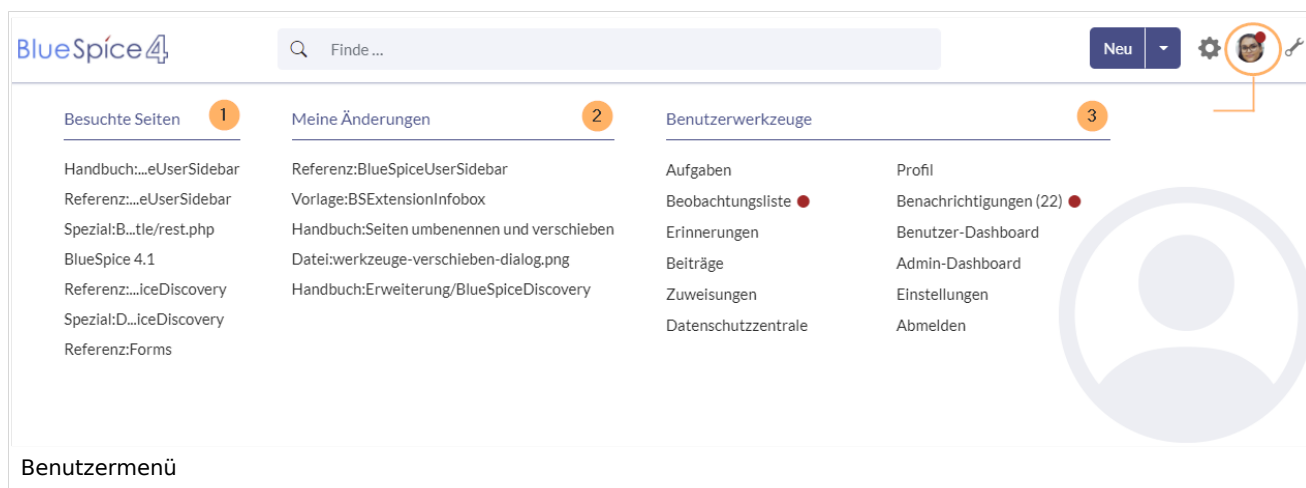 BlueSpice 4
Finde ...
Neu
Besuchte Seiten 1
Handbuch:...eUserSidebar
Referenz:...eUserSidebar
Spezial:B...tle/rest.php
BlueSpice 4.1
Referenz:...iceDiscovery
Spezial:D...iceDiscovery
Referenz:Forms
Meine Änderungen 2
Referenz:BlueSpiceUserSidebar
Vorlage:BSExtensionInfobox
Handbuch:Seiten umbenennen und verschieben
Datei:werkzeuge-verschieben-dialog.png
Handbuch:Erweiterung/BlueSpiceDiscovery
Benutzerwerkzeuge 3
Aufgaben
Beobachtungsliste
Erinnerungen
Beiträge
Zuweisungen
Datenschutzzentrale
Profil
Benachrichtigungen (22)
Benutzer-Dashboard
Admin-Dashboard
Einstellungen
Abmelden
Benutzermenü